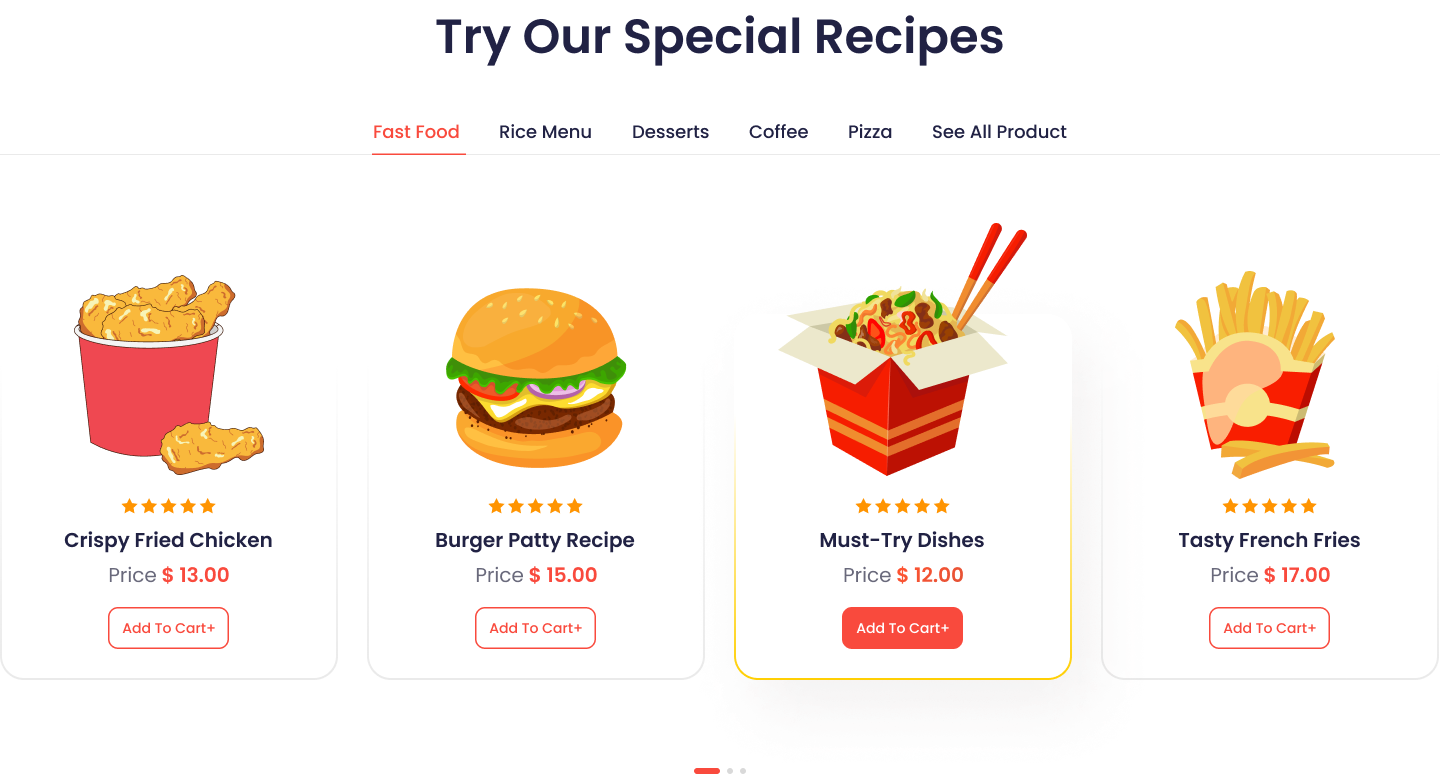 Try Our Special Recipes
Fast Food Rice Menu Desserts Coffee Pizza See All Product
Crispy Fried Chicken
Price $ 13.00
Add To Cart+
Burger Patty Recipe
Price $ 15.00
Add To Cart+
Must-Try Dishes
Price $ 12.00
Add To Cart+
Tasty French Fries
Price $ 17.00
Add To Cart+